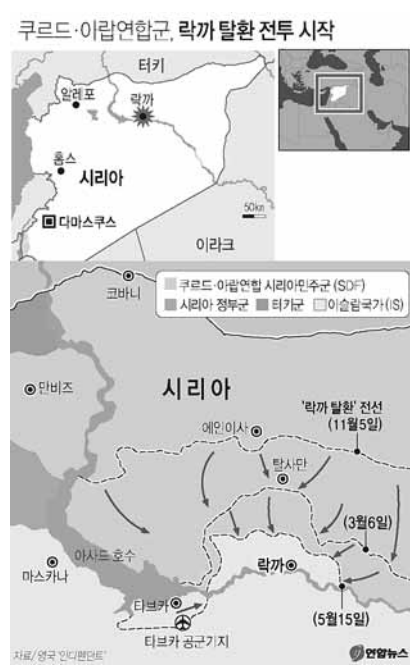 쿠르드·아랍연합군, 락까 탈환 전투 시작
터키
알레포
락까
홈스
시리아
다마스쿠스
50km
이라크
쿠르드·아랍연합 시리아민주군(SDF)
시리아 정부군 터키군 이슬람국가(IS)
코바니
만비즈
시리아
'락까 탈환' 전선
(11월5일)
에인이사
탈사만
(3월6일)
아사드 호수
락까
마스카나
타브카
(5월15일)
타브카 공군기지
자료/영국 '인디펜던트'
연합뉴스